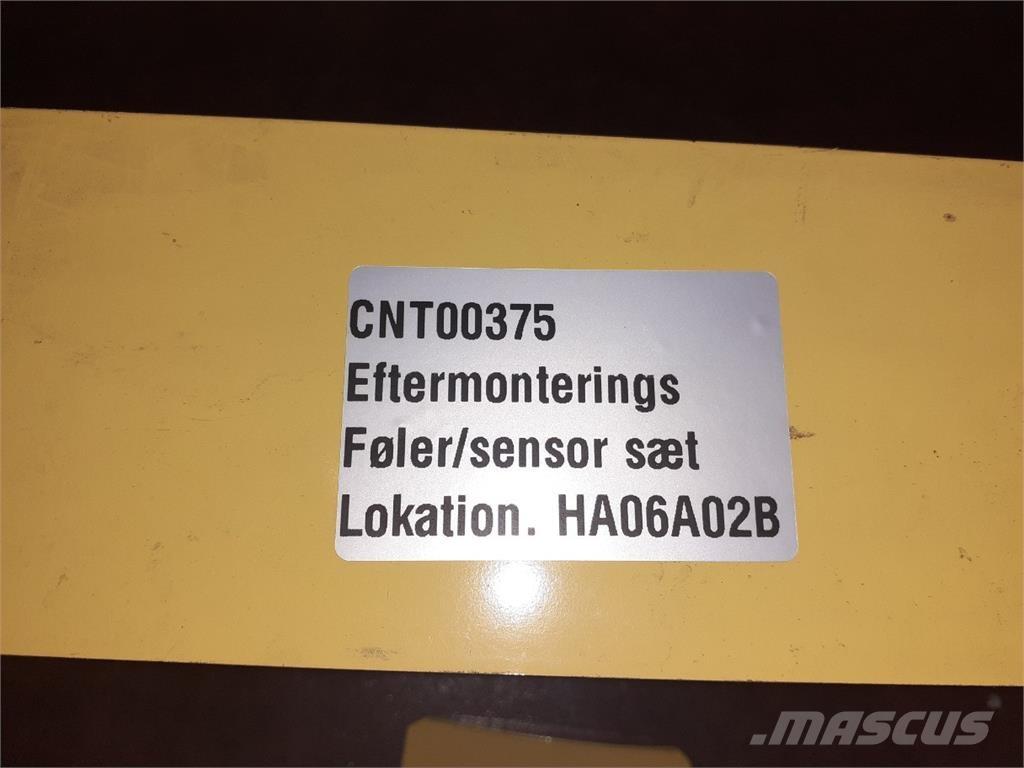 CNT00375
Eftermonterings
Føler/sensor sæt
Lokation. HA06A02B
.MASCUS